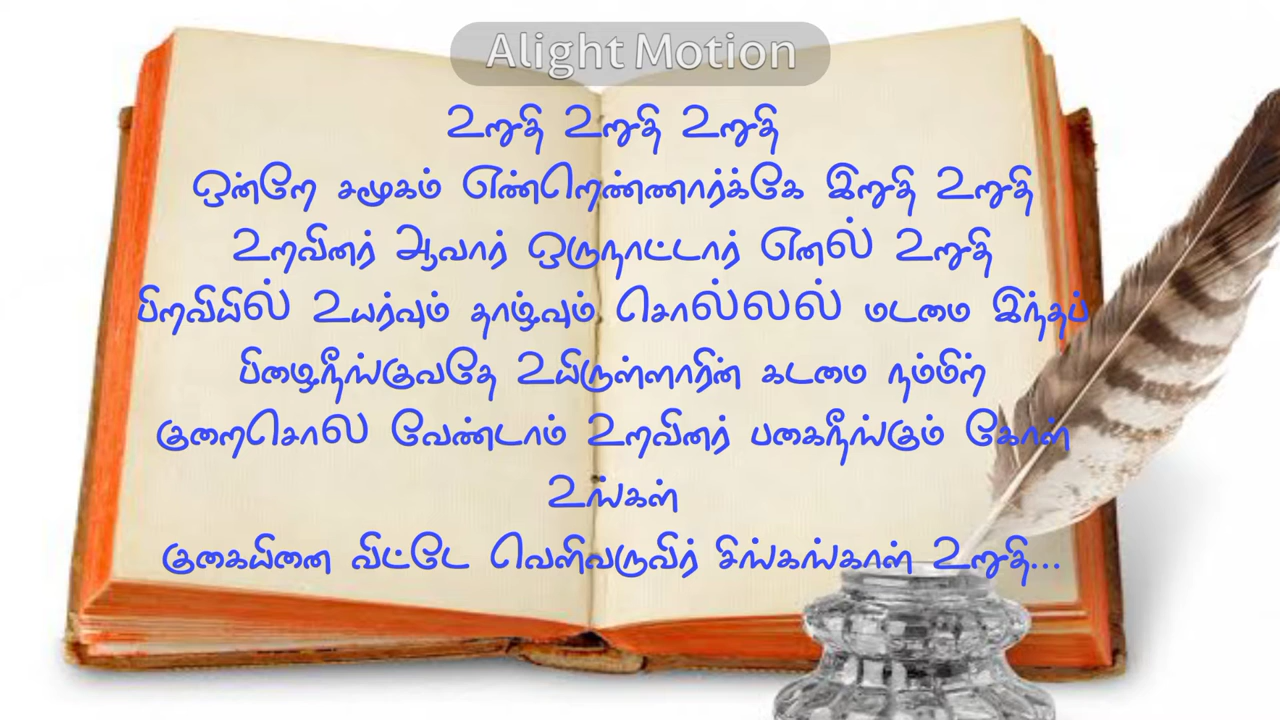 Alight Motion
உறுதி உறுதி உறுதி
ஒன்றே சமூகம் எண்றெண்ணார்க்கே இறுதி உறுதி
உறவினர் ஆவார் ஒருநாட்டார் எனல் உறுதி
பிறவியில் உயர்வும் தாழ்வும் சொல்லல் மடமை இந்தப்
பிழைநீங்குவதே உயிருள்ளாரின் கடமை நம்மிற்
குறைசொல வேண்டாம் உறவினர் பகைநீங்கும் கோள்
உங்கள்
குகையினை விட்டே வெளிவருவிர் சிங்கங்காள் உறுதி...